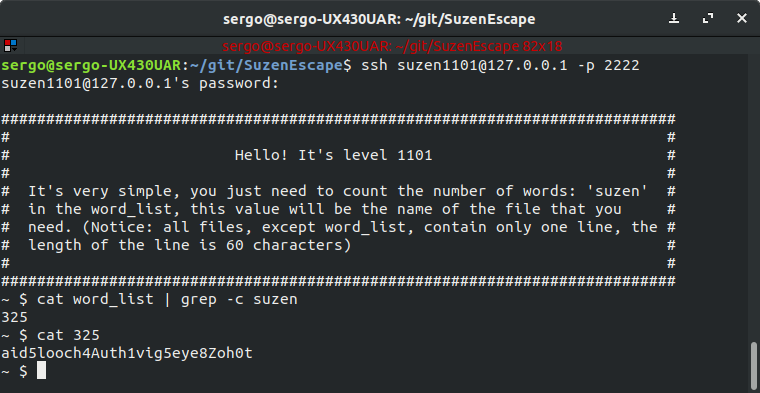 sergo@sergo-UX430UAR: ~/git/SuzenEscape
sergo@sergo-UX430UAR: ~/git/SuzenEscape 82x18
sergo@sergo-UX430UAR:~/git/SuzenEscape$ ssh suzen1101@127.0.0.1 -p 2222
suzen1101@127.0.0.1's password:
###########################################################################
#                                                                         #
#                         Hello! It's level 1101                          #
#                                                                         #
#  It's very simple, you just need to count the number of words: 'suzen'  #
#  in the word_list, this value will be the name of the file that you     #
#  need. (Notice: all files, except word_list, contain only one line, the #
#  length of the line is 60 characters)                                   #
#                                                                         #
###########################################################################
~ $ cat word_list | grep -c suzen
325
~ $ cat 325
aid5looch4Auth1vig5eye8Zoh0t
~ $